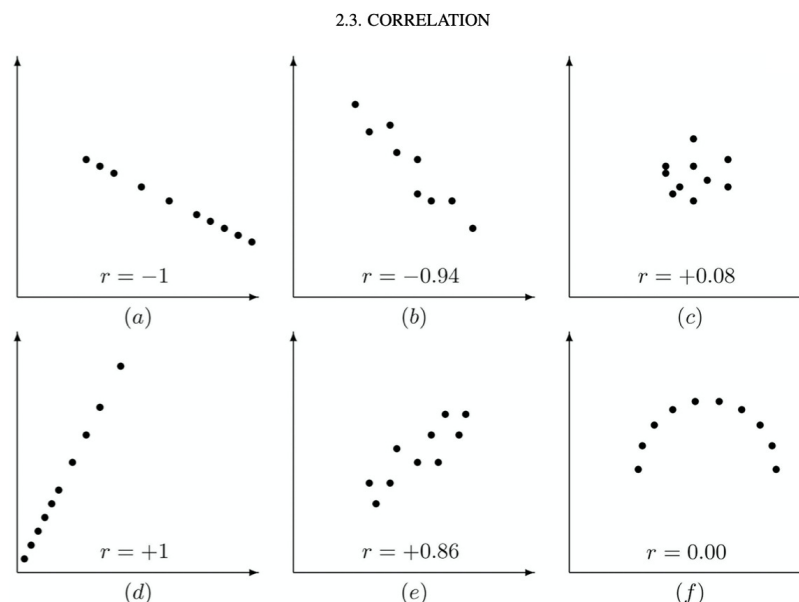 2.3. CORRELATION
r = −1
r = −0.94
r = +0.08
(a)
(b)
(c)
r = +1
r = +0.86
r = 0.00
(d)
(e)
(f)